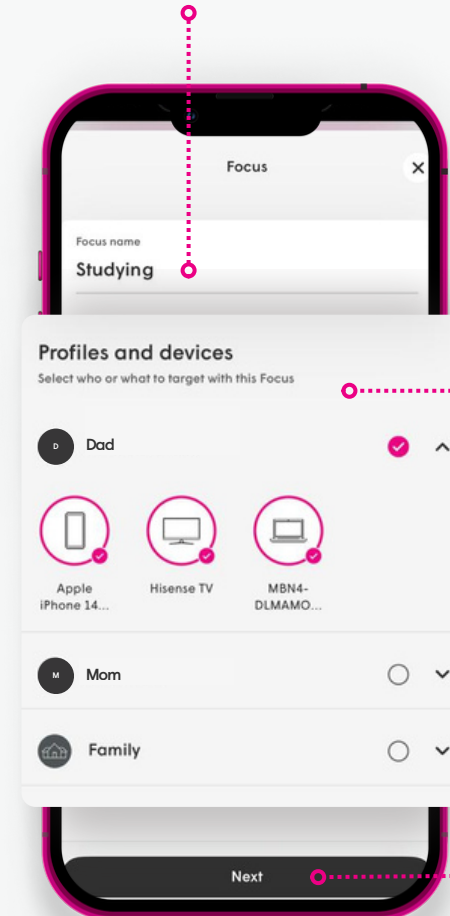 Focus
Focus name
Studying
Profiles and devices
Select who or what to target with this Focus
D
Dad
Apple
iPhone 14...
Hisense TV
MBN4-
DLMAMO...
M
Mom
Family
Next